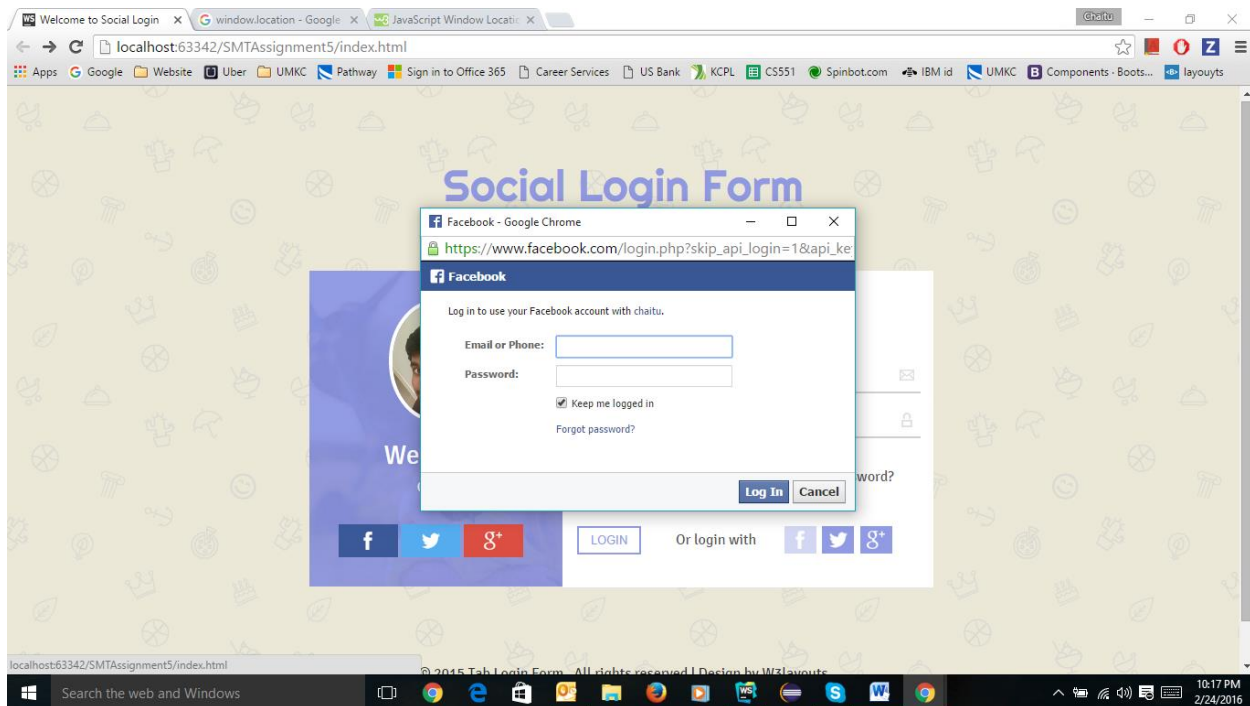 Welcome to Social Login
window.location - Google
JavaScript Window Locatio
Chaitu
localhost:63342/SMTAssignment5/index.html
Apps Google Website Uber UMKC Pathway Sign in to Office 365 Career Services US Bank KCPL CS551 Spinbot.com IBM id UMKC Components - Boots... layouyts
Social Login Form
Facebook - Google Chrome
https://www.facebook.com/login.php?skip_api_login=1&api_ke
Facebook
Log in to use your Facebook account with chaitu.
Email or Phone:
Password:
Keep me logged in
Forgot password?
We
word?
Log In Cancel
f g+ LOGIN Or login with f g+
localhost:63342/SMTAssignment5/index.html
© 2015 Tab Login Form. All rights reserved | Design by W3layouts
Search the web and Windows
10:17 PM
2/24/2016